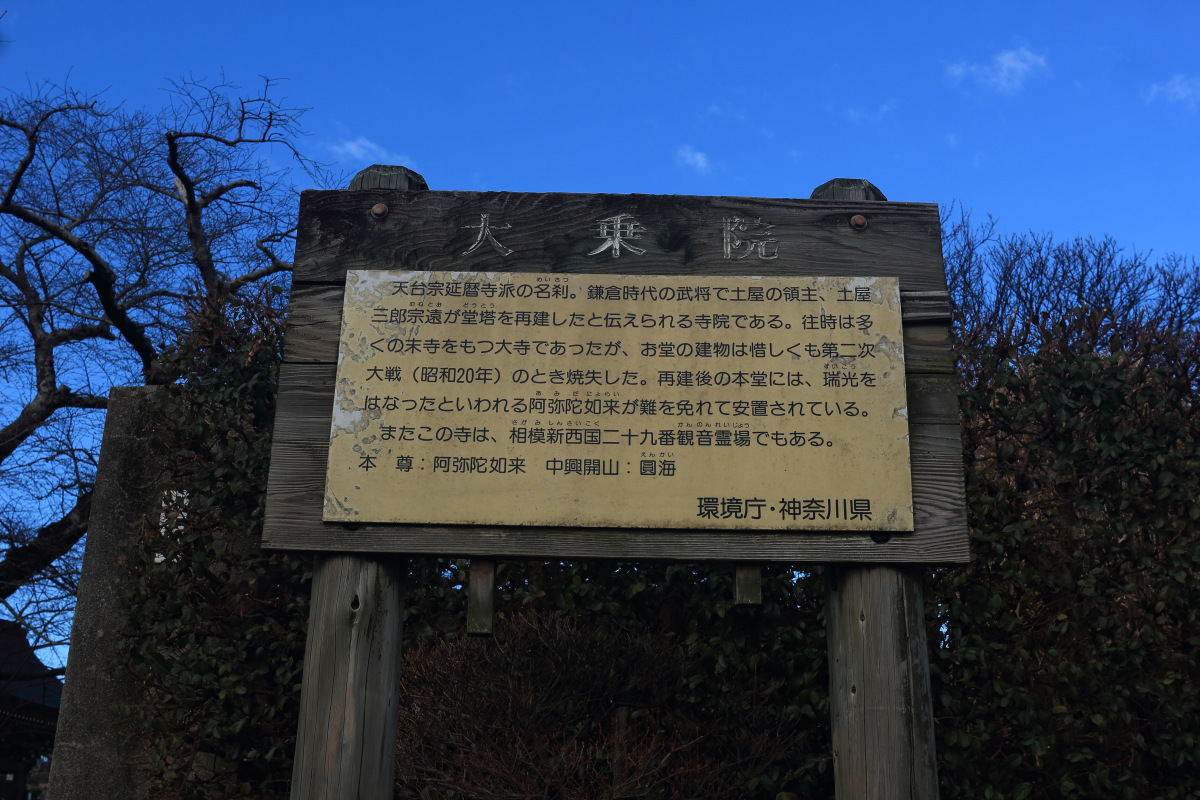 大乗院
天台宗延暦寺派の名刹。鎌倉時代の武将で土屋の領主、土屋
三郎宗遠が堂塔を再建したと伝えられる寺院である。往時は多
くの末寺をもつ大寺であったが、お堂の建物は惜しくも第二次
大戦(昭和20年)のとき焼失した。再建後の本堂には、瑞光を
はなったといわれる阿弥陀如来が難を免れて安置されている。
またこの寺は、相模新西国二十九番観音霊場でもある。
本 尊:阿弥陀如来 中興開山:圓海
環境庁・神奈川県